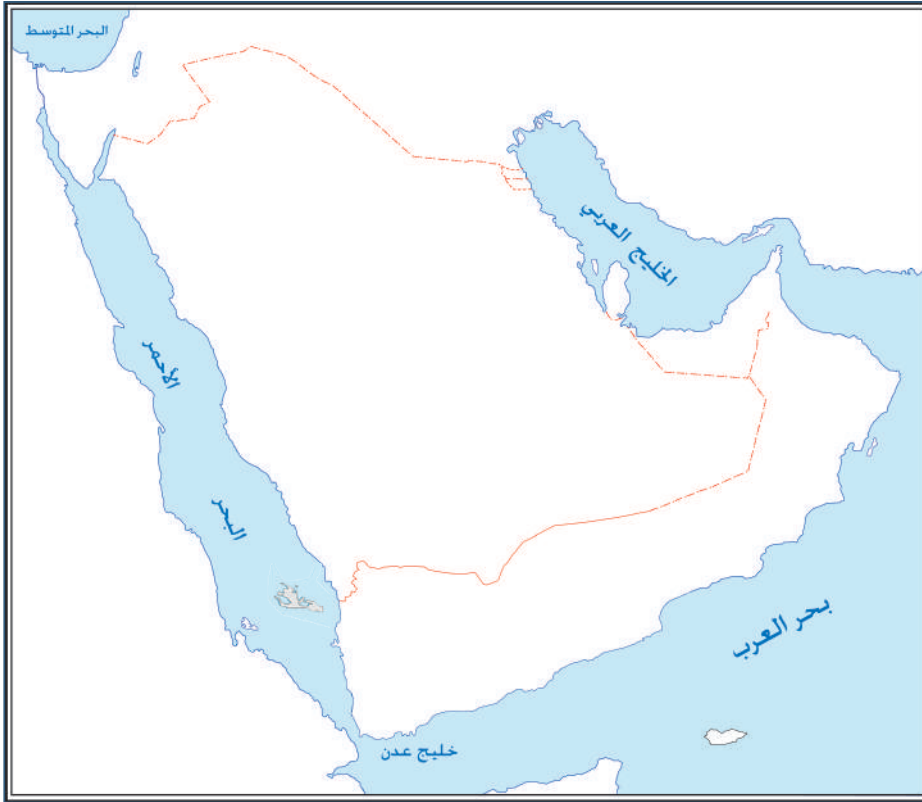 البحر المتوسط
الخليج العربي
الأحمر
البحر
بحر العرب
خليج عدن